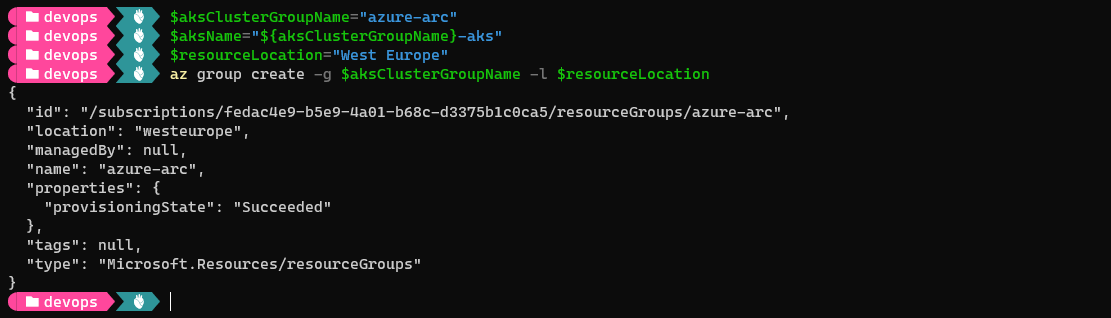 devops $aksClusterGroupName="azure-arc"
devops $aksName="${aksClusterGroupName}-aks"
devops $resourceLocation="West Europe"
devops az group create -g $aksClusterGroupName -l $resourceLocation
{
  "id": "/subscriptions/fedac4e9-b5e9-4a01-b68c-d3375b1c0ca5/resourceGroups/azure-arc",
  "location": "westeurope",
  "managedBy": null,
  "name": "azure-arc",
  "properties": {
    "provisioningState": "Succeeded"
  },
  "tags": null,
  "type": "Microsoft.Resources/resourceGroups"
}
devops